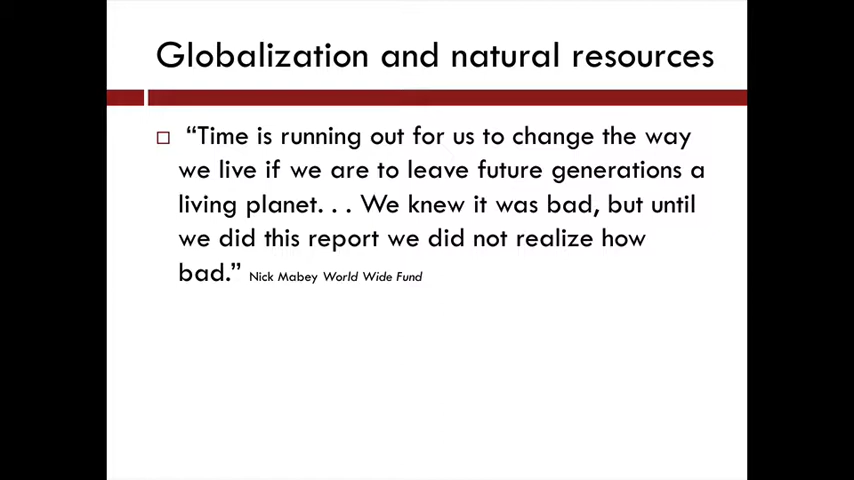 Globalization and natural resources
“Time is running out for us to change the way
we live if we are to leave future generations a
living planet. . . We knew it was bad, but until
we did this report we did not realize how
bad.” Nick Mabey World Wide Fund